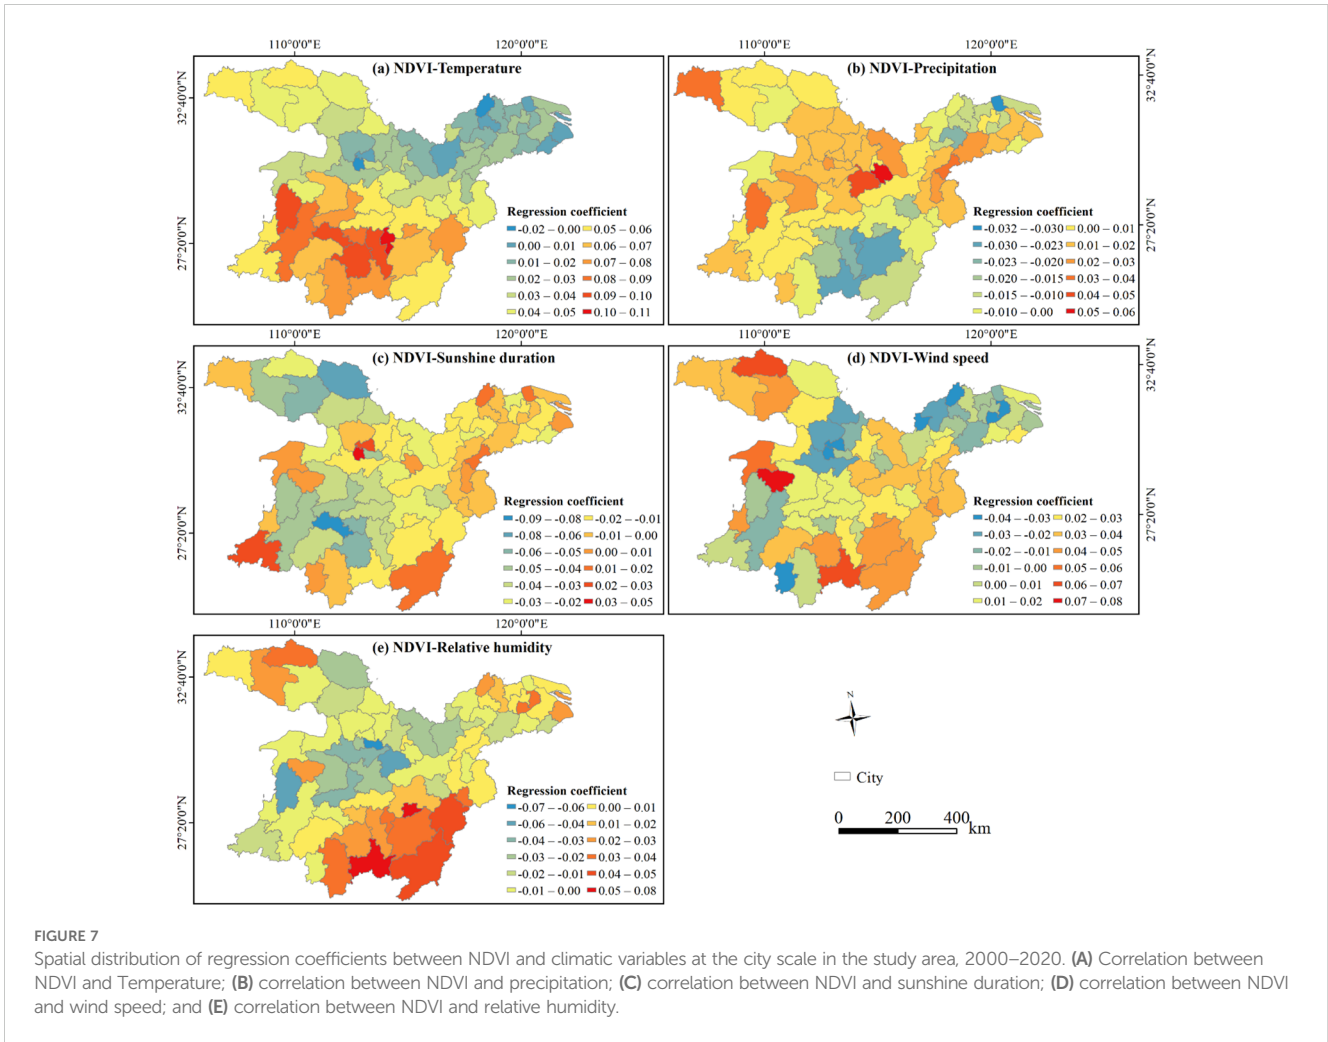 110°0'0"E 120°0'0"E 110°0'0"E 120°0'0"E
(a) NDVI-Temperature
32°40'0"N
27°20'0"N
Regression coefficient
-0.02 – 0.00 0.05 – 0.06
0.00 – 0.01 0.06 – 0.07
0.01 – 0.02 0.07 – 0.08
0.02 – 0.03 0.08 – 0.09
0.03 – 0.04 0.09 – 0.10
0.04 – 0.05 0.10 – 0.11
(b) NDVI-Precipitation
32°40'0"N
27°20'0"N
Regression coefficient
-0.032 – -0.030 0.00 – 0.01
-0.030 – -0.023 0.01 – 0.02
-0.023 – -0.020 0.02 – 0.03
-0.020 – -0.015 0.03 – 0.04
-0.015 – -0.010 0.04 – 0.05
-0.010 – 0.00 0.05 – 0.06
110°0'0"E 120°0'0"E 110°0'0"E 120°0'0"E
(c) NDVI-Sunshine duration
32°40'0"N
27°20'0"N
Regression coefficient
-0.09 – -0.08 -0.02 – -0.01
-0.08 – -0.06 -0.01 – 0.00
-0.06 – -0.05 0.00 – 0.01
-0.05 – -0.04 0.01 – 0.02
-0.04 – -0.03 0.02 – 0.03
-0.03 – -0.02 0.03 – 0.05
(d) NDVI-Wind speed
32°40'0"N
27°20'0"N
Regression coefficient
-0.04 – -0.03 0.02 – 0.03
-0.03 – -0.02 0.03 – 0.04
-0.02 – -0.01 0.04 – 0.05
-0.01 – 0.00 0.05 – 0.06
0.00 – 0.01 0.06 – 0.07
0.01 – 0.02 0.07 – 0.08
110°0'0"E 120°0'0"E
(e) NDVI-Relative humidity
32°40'0"N
27°20'0"N
Regression coefficient
-0.07 – -0.06 0.00 – 0.01
-0.06 – -0.04 0.01 – 0.02
-0.04 – -0.03 0.02 – 0.03
-0.03 – -0.02 0.03 – 0.04
-0.02 – -0.01 0.04 – 0.05
-0.01 – 0.00 0.05 – 0.08
N
City
0 200 400
km
FIGURE 7
Spatial distribution of regression coefficients between NDVI and climatic variables at the city scale in the study area, 2000–2020. (A) Correlation between
NDVI and Temperature; (B) correlation between NDVI and precipitation; (C) correlation between NDVI and sunshine duration; (D) correlation between NDVI
and wind speed; and (E) correlation between NDVI and relative humidity.